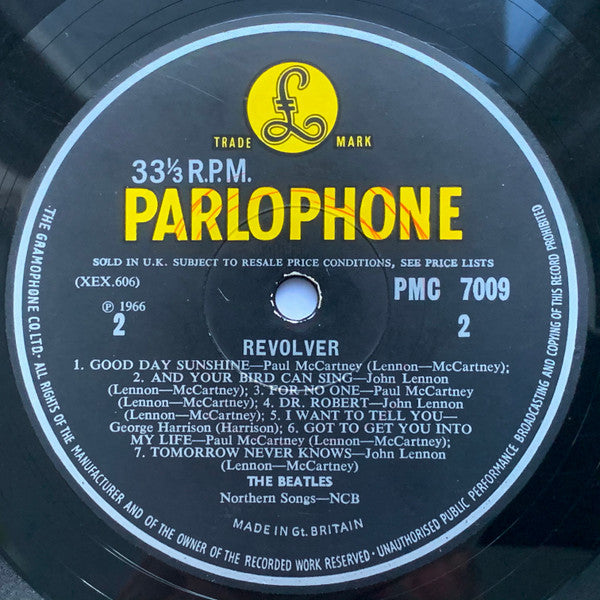 £
TRADE MARK
33⅓ R.P.M.
PARLOPHONE
SOLD IN U.K. SUBJECT TO RESALE PRICE CONDITIONS, SEE PRICE LISTS
(XEX.606) PMC 7009
℗ 1966
2 2
REVOLVER
1. GOOD DAY SUNSHINE—Paul McCartney (Lennon—McCartney);
2. AND YOUR BIRD CAN SING—John Lennon
(Lennon—McCartney); 3. FOR NO ONE—Paul McCartney
(Lennon—McCartney); 4. DR. ROBERT—John Lennon
(Lennon—McCartney); 5. I WANT TO TELL YOU—
George Harrison (Harrison); 6. GOT TO GET YOU INTO
MY LIFE—Paul McCartney (Lennon—McCartney);
7. TOMORROW NEVER KNOWS—John Lennon
(Lennon—McCartney)
THE BEATLES
Northern Songs—NCB
MADE IN Gt. BRITAIN
THE GRAMOPHONE CO. LTD. · ALL RIGHTS OF THE MANUFACTURER AND OF THE OWNER OF THE RECORDED WORK RESERVED · UNAUTHORISED PUBLIC PERFORMANCE BROADCASTING AND COPYING OF THIS RECORD PROHIBITED